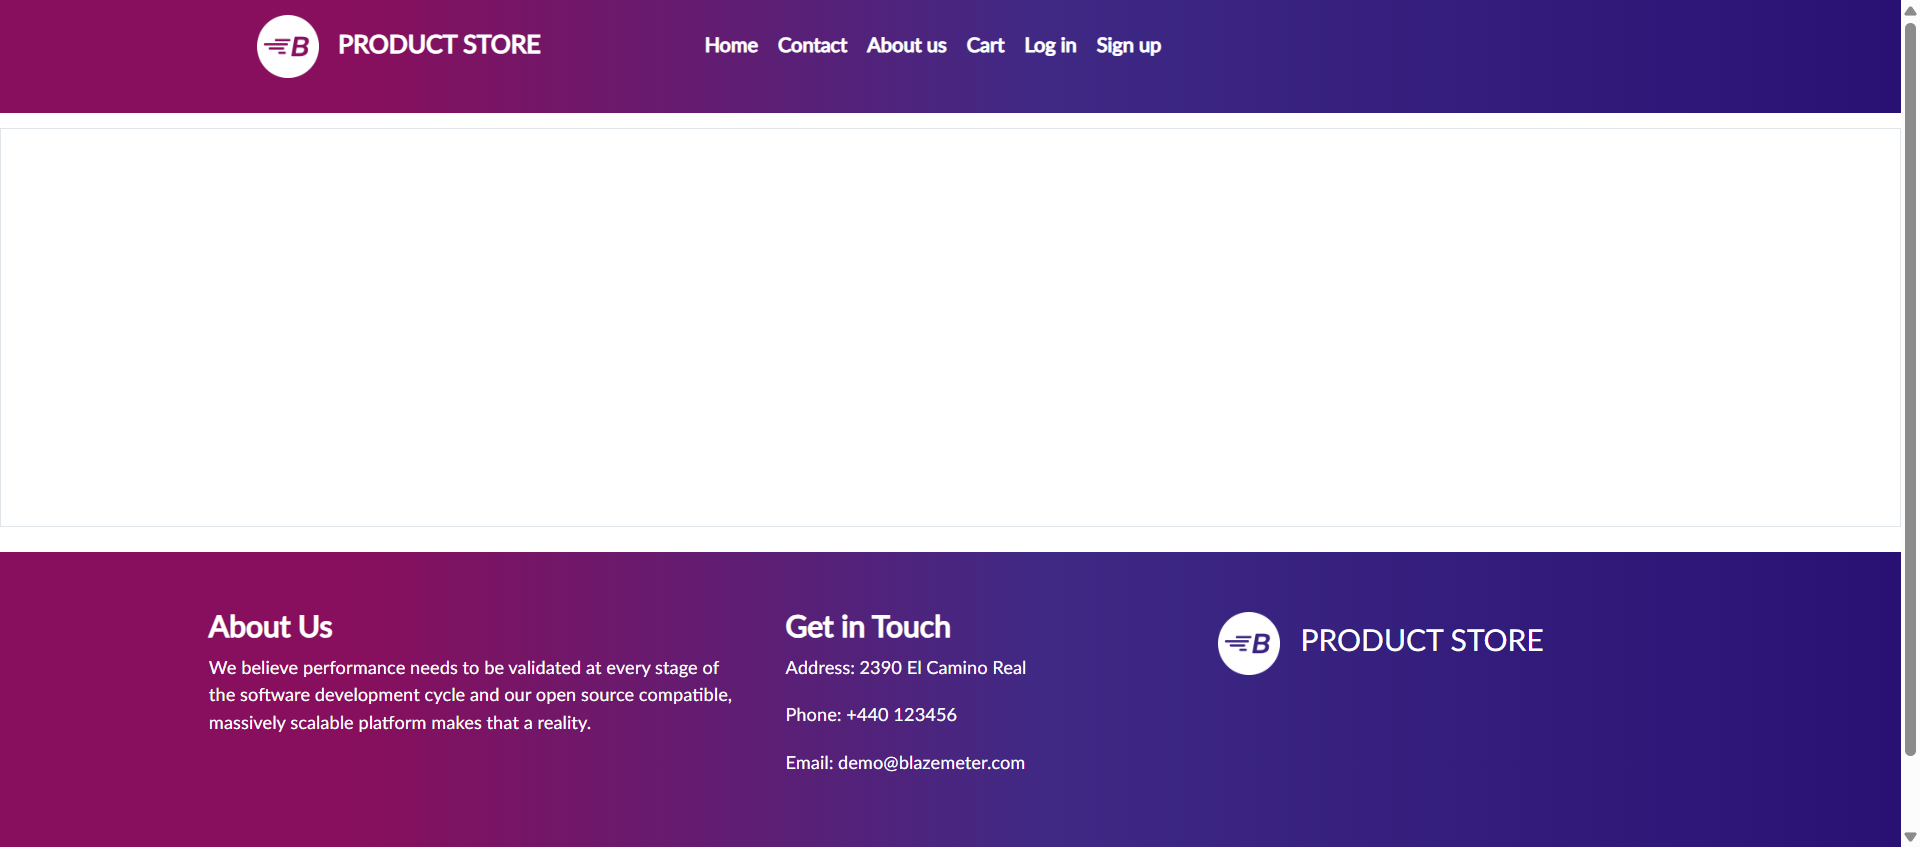 B PRODUCT STORE Home Contact About us Cart Log in Sign up
About Us
We believe performance needs to be validated at every stage of
the software development cycle and our open source compatible,
massively scalable platform makes that a reality.
Get in Touch
Address: 2390 El Camino Real
Phone: +440 123456
Email: demo@blazemeter.com
B PRODUCT STORE